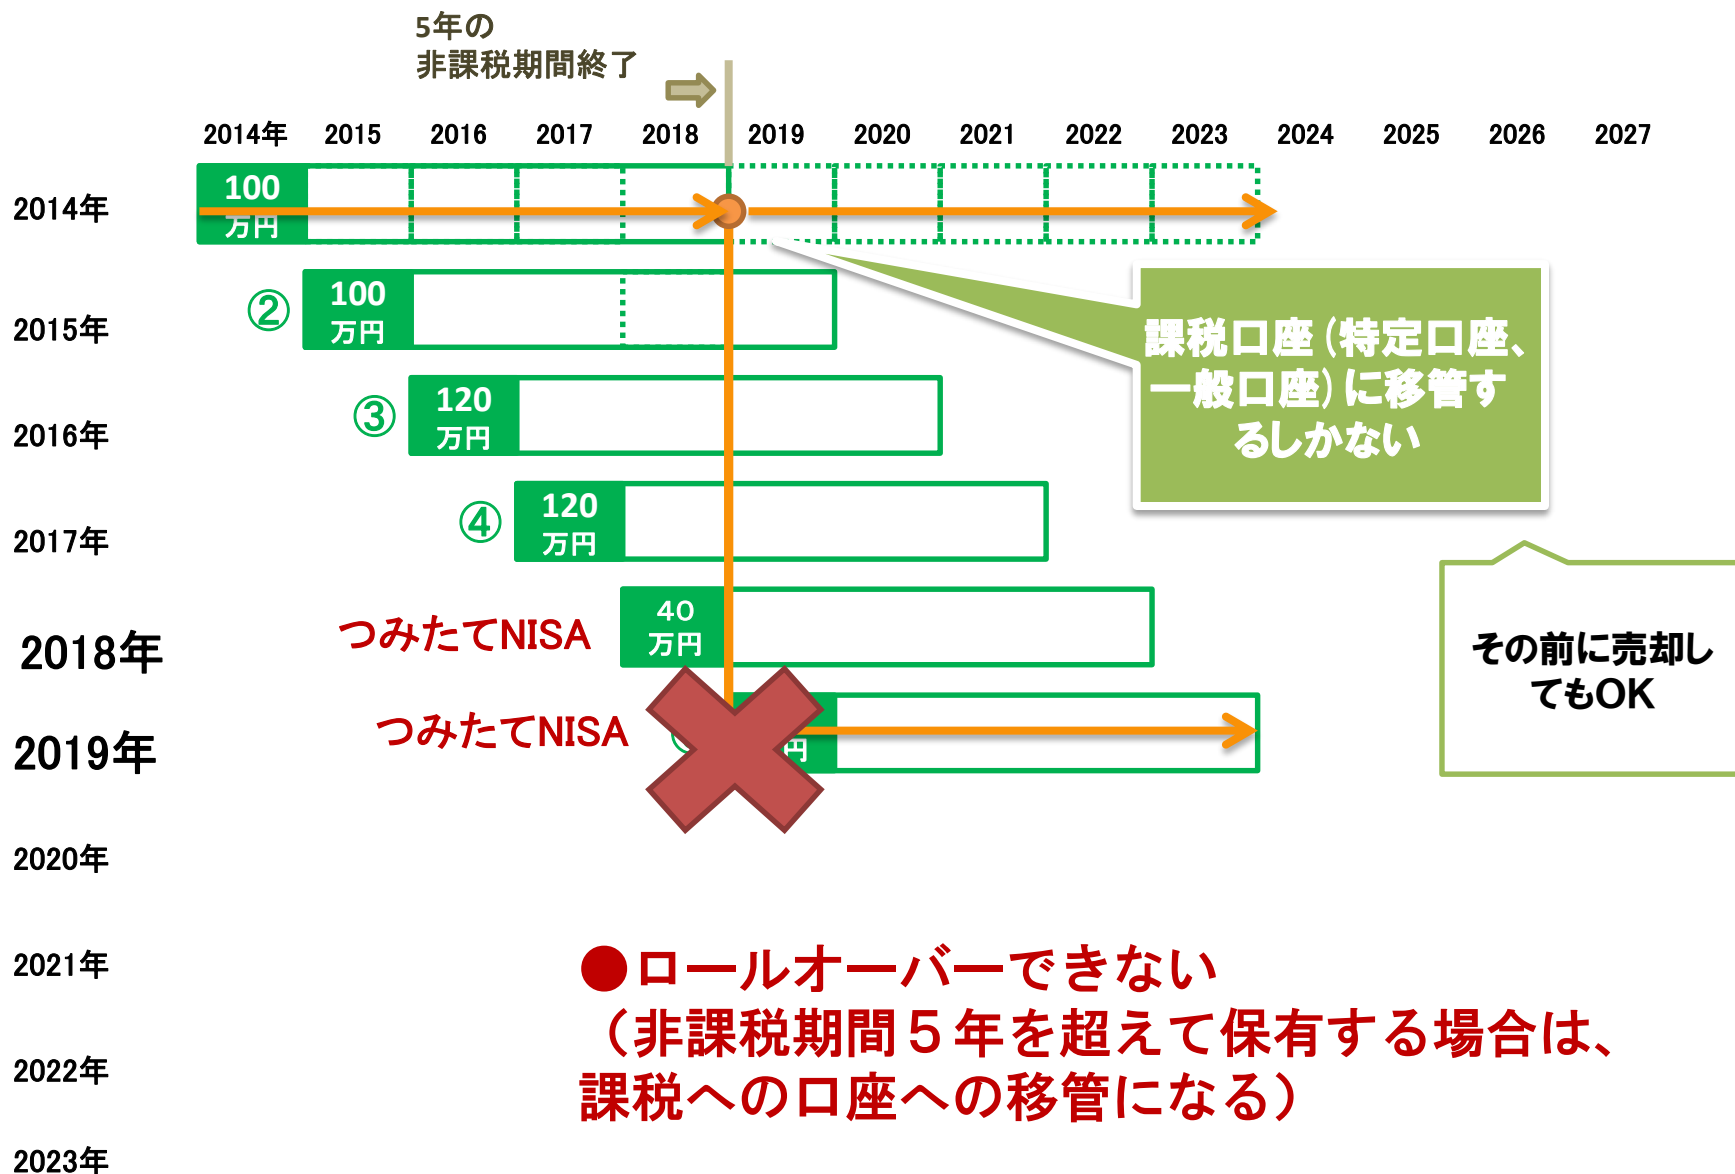 5年の
非課税期間終了
2014年 2015 2016 2017 2018 2019 2020 2021 2022 2023 2024 2025 2026 2027
2014年
100
万円
2015年
②
100
万円
課税口座(特定口座、
一般口座)に移管す
るしかない
2016年
③
120
万円
2017年
④
120
万円
2018年
つみたてNISA
40
万円
その前に売却し
てもOK
2019年
つみたてNISA
円
2020年
2021年
●ロールオーバーできない
(非課税期間5年を超えて保有する場合は、
課税への口座への移管になる)
2022年
2023年